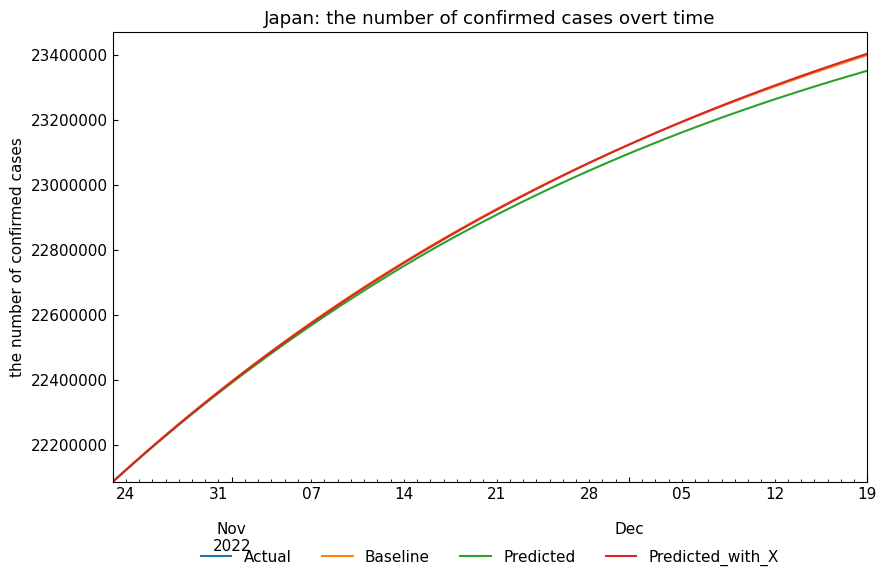 Japan: the number of confirmed cases overt time
the number of confirmed cases
23400000
23200000
23000000
22800000
22600000
22400000
22200000
24 31 07 14 21 28 05 12 19
Nov Dec
2022
Actual Baseline Predicted Predicted_with_X